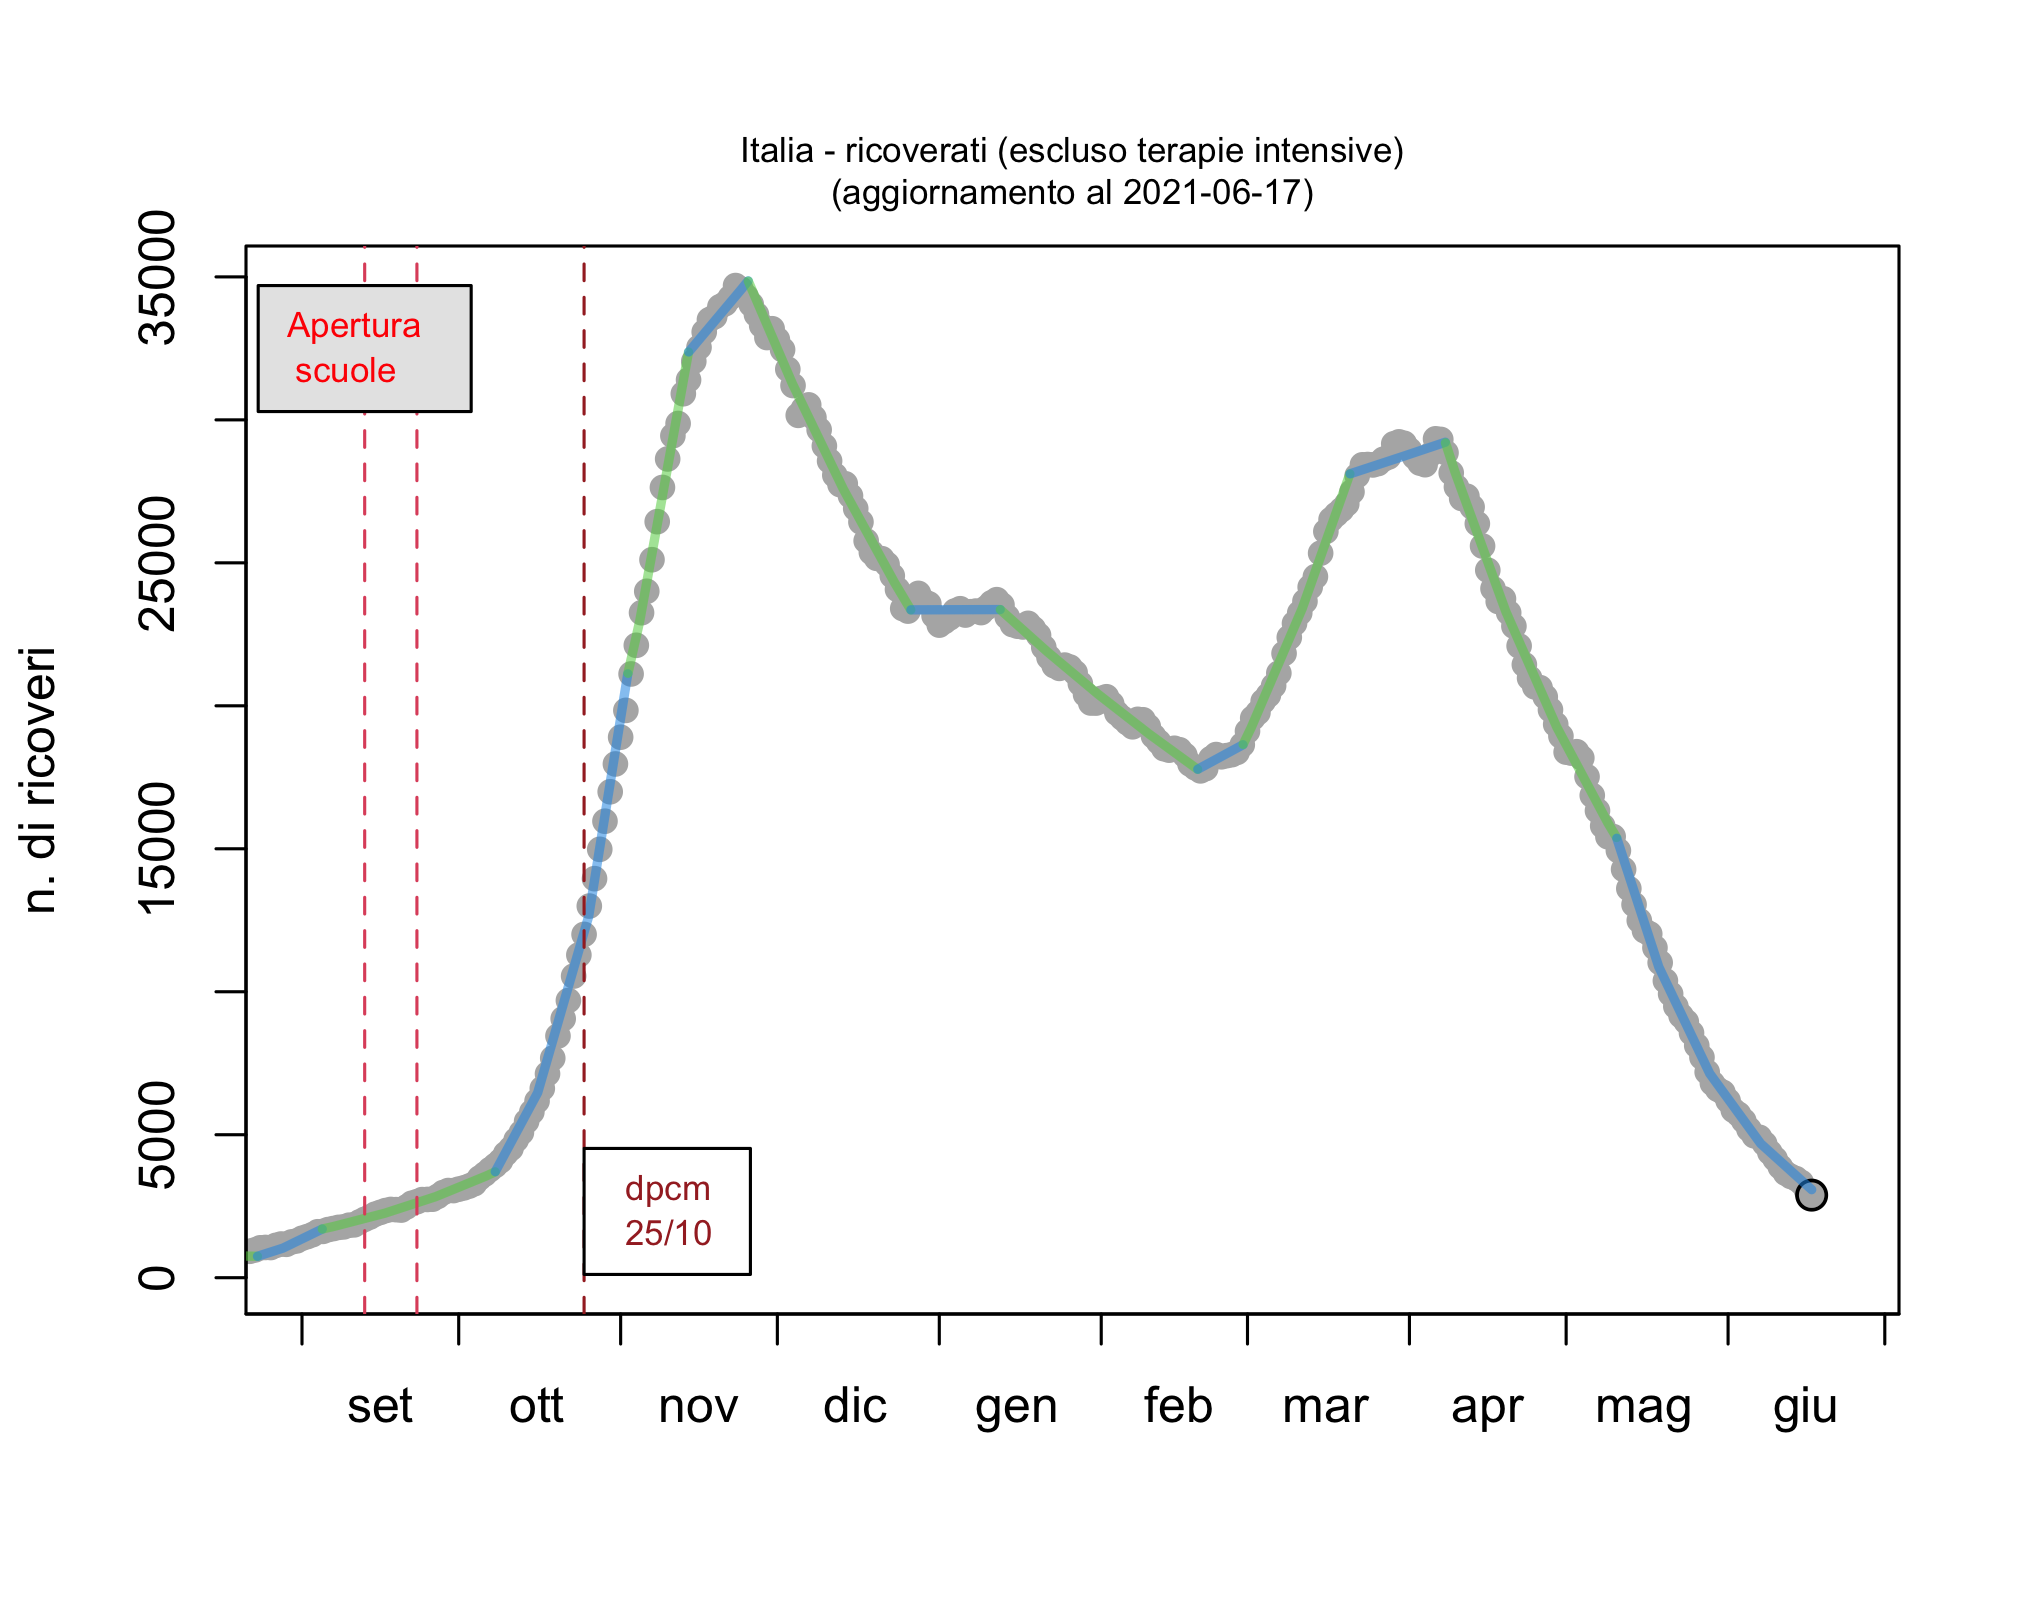 Italia - ricoverati (escluso terapie intensive)
(aggiornamento al 2021-06-17)
n. di ricoveri
35000
25000
15000
5000
0
Apertura
scuole
dpcm
25/10
set ott nov dic gen feb mar apr mag giu